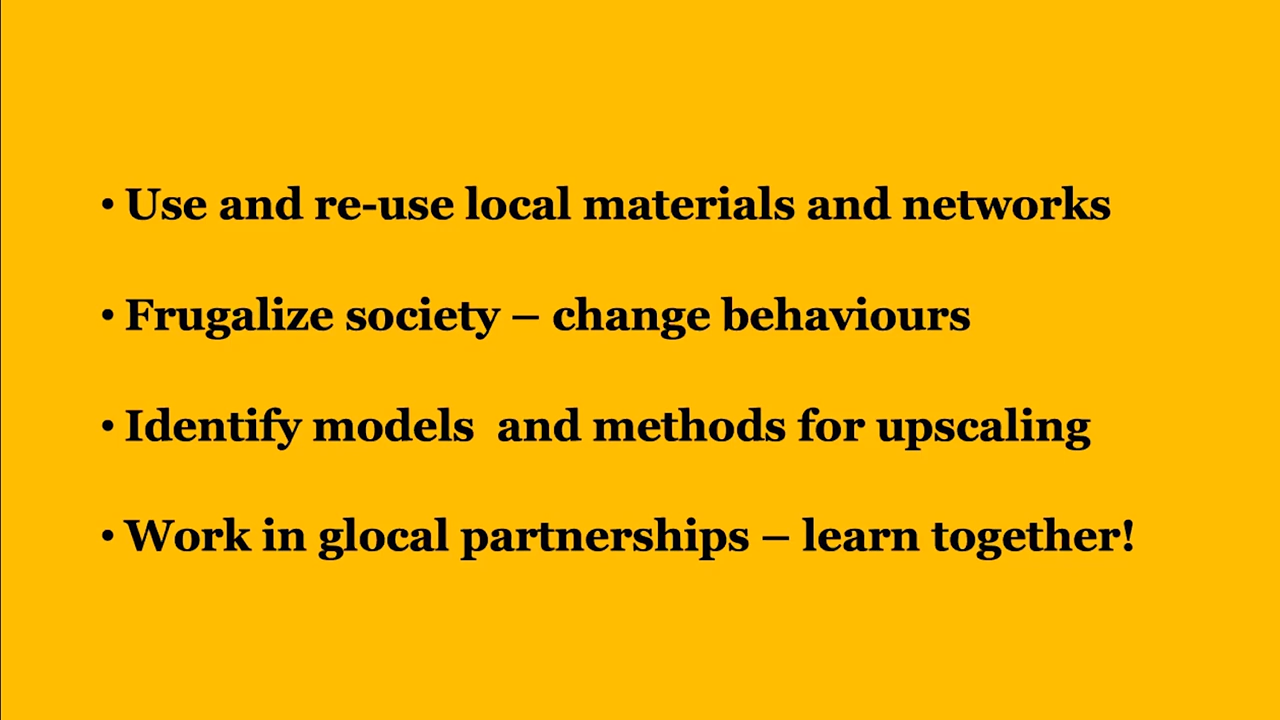 • Use and re-use local materials and networks
• Frugalize society – change behaviours
• Identify models  and methods for upscaling
• Work in glocal partnerships – learn together!